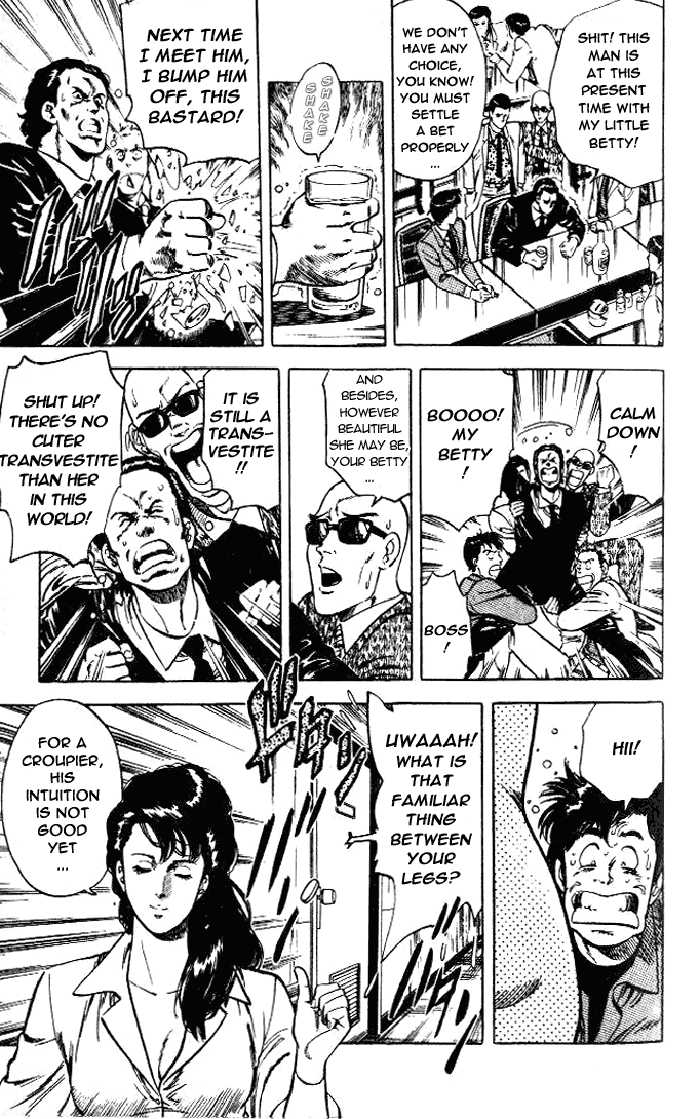 SHIT! THIS
MAN IS
AT THIS
PRESENT
TIME WITH
MY LITTLE
BETTY!
WE DON'T
HAVE ANY
CHOICE,
YOU KNOW!
YOU MUST
SETTLE
A BET
PROPERLY
...
SHAKE
SHAKE
NEXT TIME
I MEET HIM,
I BUMP HIM
OFF, THIS
BASTARD!
CALM
DOWN
!
BOOOO!
MY
BETTY!
BOSS
!
AND
BESIDES,
HOWEVER
BEAUTIFUL
SHE MAY BE,
YOUR BETTY
...
IT IS
STILL A
TRANS-
VESTITE
!!
SHUT UP!
THERE'S NO
CUTER
TRANSVESTITE
THAN HER
IN THIS
WORLD!
HII!
UWAAAH!
WHAT IS
THAT
FAMILIAR
THING
BETWEEN
YOUR
LEGS?
FOR A
CROUPIER,
HIS
INTUITION
IS NOT
GOOD
YET
...